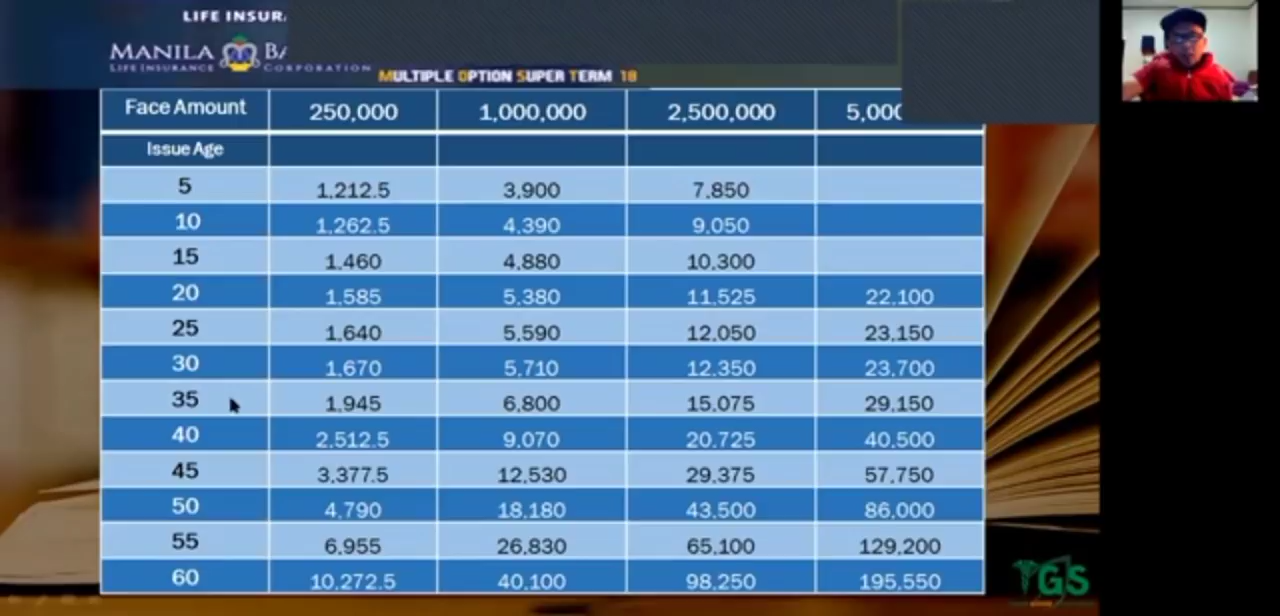 LIFE INSUR
MANILA BA
LIFE INSURANCE CORPORATION
MULTIPLE OPTION SUPER TERM 18
Face Amount 250,000 1,000,000 2,500,000 5,000
Issue Age
5 1,212.5 3,900 7,850
10 1,262.5 4,390 9,050
15 1,460 4,880 10,300
20 1,585 5,380 11,525 22,100
25 1,640 5,590 12,050 23,150
30 1,670 5,710 12,350 23,700
35 1,945 6,800 15,075 29,150
40 2,512.5 9,070 20,725 40,500
45 3,377.5 12,530 29,375 57,750
50 4,790 18,180 43,500 86,000
55 6,955 26,830 65,100 129,200
60 10,272.5 40,100 98,250 195,550
TGS